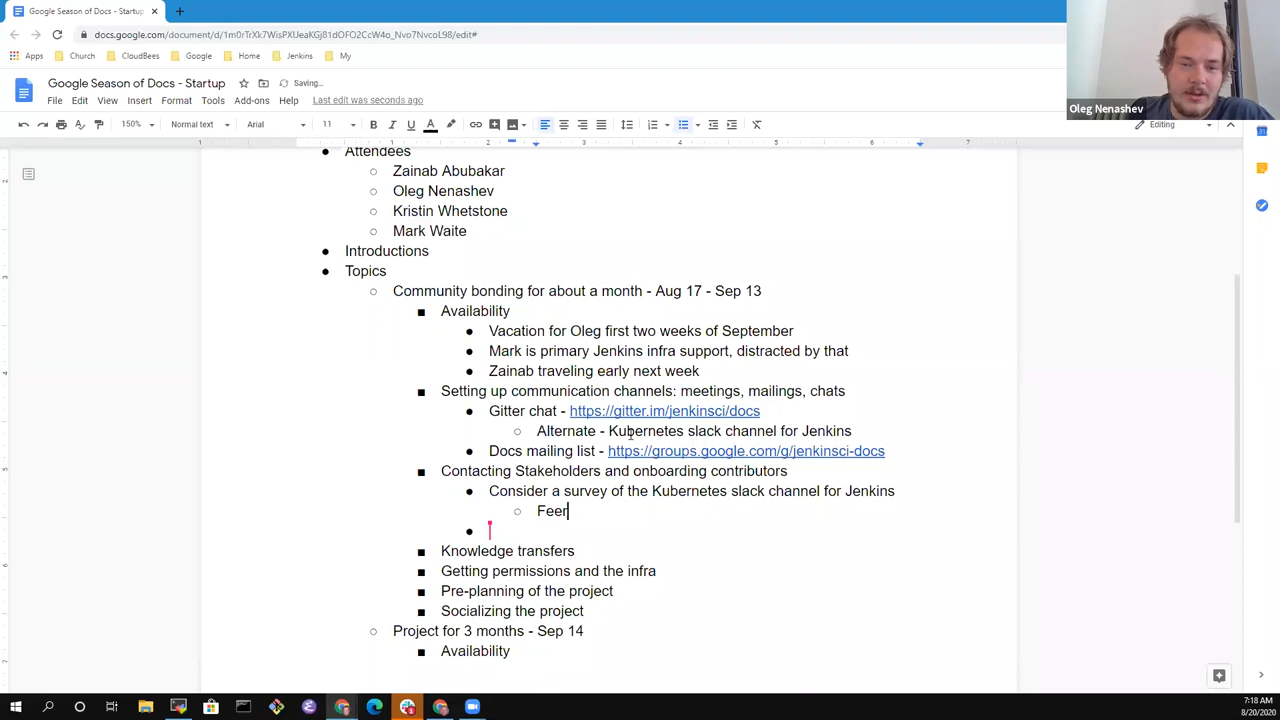 Google Season of Docs - Startup
docs.google.com/document/d/1m0rTrXk7WisPXUeaKGj81dOFO2CcW4o_Nvo7NvcoL98/edit#
Apps Church CloudBees Google Home Jenkins My
Google Season of Docs - Startup Saving...
File Edit View Insert Format Tools Add-ons Help Last edit was seconds ago
150% Normal text Arial 11 B I U A Editing
1 1 2 3 4 5 6 7
Attendees
Zainab Abubakar
Oleg Nenashev
Kristin Whetstone
Mark Waite
Introductions
Topics
Community bonding for about a month - Aug 17 - Sep 13
Availability
Vacation for Oleg first two weeks of September
Mark is primary Jenkins infra support, distracted by that
Zainab traveling early next week
Setting up communication channels: meetings, mailings, chats
Gitter chat - https://gitter.im/jenkinsci/docs
Alternate - Kubernetes slack channel for Jenkins
Docs mailing list - https://groups.google.com/g/jenkinsci-docs
Contacting Stakeholders and onboarding contributors
Consider a survey of the Kubernetes slack channel for Jenkins
Feer
Knowledge transfers
Getting permissions and the infra
Pre-planning of the project
Socializing the project
Project for 3 months - Sep 14
Availability
Oleg Nenashev
7:18 AM
8/20/2020